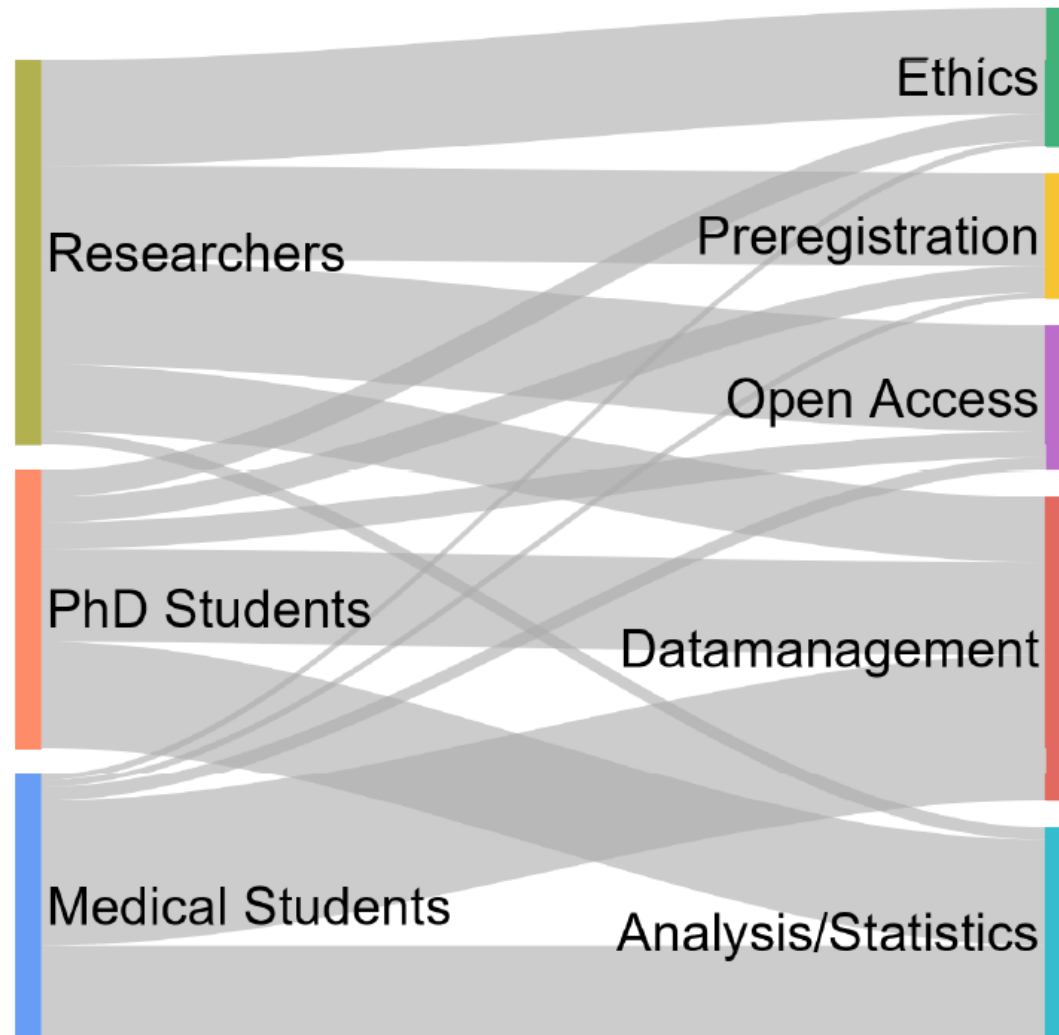 Ethics
Preregistration
Researchers
Open Access
PhD Students
Datamanagement
Medical Students
Analysis/Statistics